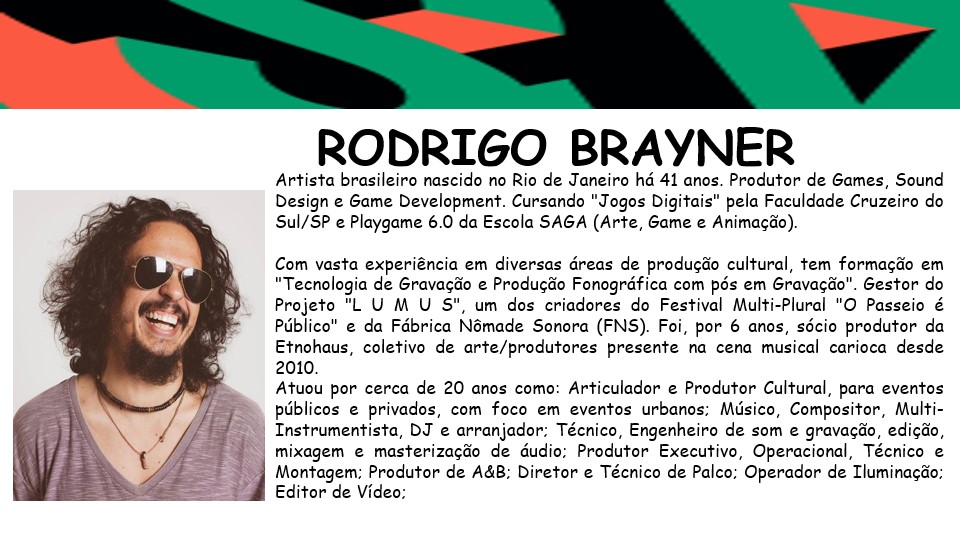 RODRIGO BRAYNER
Artista brasileiro nascido no Rio de Janeiro há 41 anos. Produtor de Games, Sound
Design e Game Development. Cursando "Jogos Digitais" pela Faculdade Cruzeiro do
Sul/SP e Playgame 6.0 da Escola SAGA (Arte, Game e Animação).
Com vasta experiência em diversas áreas de produção cultural, tem formação em
"Tecnologia de Gravação e Produção Fonográfica com pós em Gravação". Gestor do
Projeto "L U M U S", um dos criadores do Festival Multi-Plural "O Passeio é
Público" e da Fábrica Nômade Sonora (FNS). Foi, por 6 anos, sócio produtor da
Etnohaus, coletivo de arte/produtores presente na cena musical carioca desde
2010.
Atuou por cerca de 20 anos como: Articulador e Produtor Cultural, para eventos
públicos e privados, com foco em eventos urbanos; Músico, Compositor, Multi-
Instrumentista, DJ e arranjador; Técnico, Engenheiro de som e gravação, edição,
mixagem e masterização de áudio; Produtor Executivo, Operacional, Técnico e
Montagem; Produtor de A&B; Diretor e Técnico de Palco; Operador de Iluminação;
Editor de Vídeo;